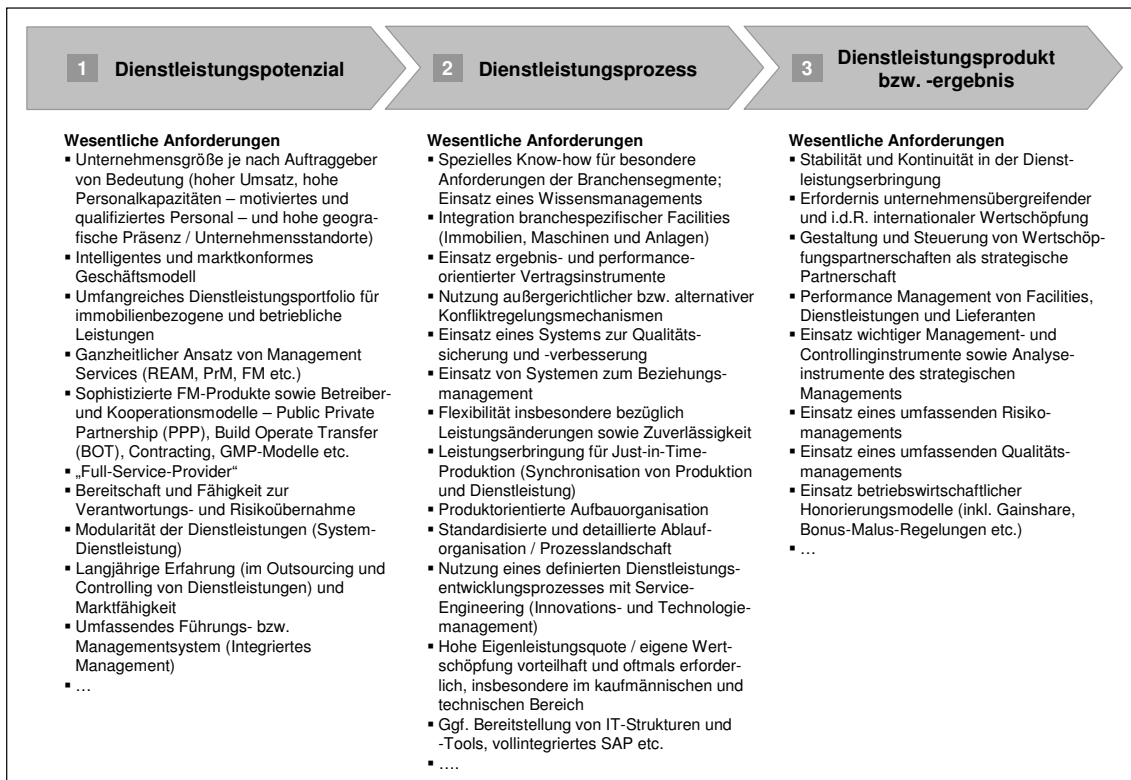 1 Dienstleistungspotenzial
2 Dienstleistungsprozess
3 Dienstleistungsprodukt
bzw. -ergebnis
Wesentliche Anforderungen
▪ Unternehmensgröße je nach Auftraggeber
von Bedeutung (hoher Umsatz, hohe
Personalkapazitäten – motiviertes und
qualifiziertes Personal – und hohe geogra-
fische Präsenz / Unternehmensstandorte)
▪ Intelligentes und marktkonformes
Geschäftsmodell
▪ Umfangreiches Dienstleistungsportfolio für
immobilienbezogene und betriebliche
Leistungen
▪ Ganzheitlicher Ansatz von Management
Services (REAM, PrM, FM etc.)
▪ Sophistizierte FM-Produkte sowie Betreiber-
und Kooperationsmodelle – Public Private
Partnership (PPP), Build Operate Transfer
(BOT), Contracting, GMP-Modelle etc.
▪ „Full-Service-Provider“
▪ Bereitschaft und Fähigkeit zur
Verantwortungs- und Risikoübernahme
▪ Modularität der Dienstleistungen (System-
Dienstleistung)
▪ Langjährige Erfahrung (im Outsourcing und
Controlling von Dienstleistungen) und
Marktfähigkeit
▪ Umfassendes Führungs- bzw.
Managementsystem (Integriertes
Management)
▪ …
Wesentliche Anforderungen
▪ Spezielles Know-how für besondere
Anforderungen der Branchensegmente;
Einsatz eines Wissensmanagements
▪ Integration branchespezifischer Facilities
(Immobilien, Maschinen und Anlagen)
▪ Einsatz ergebnis- und performance-
orientierter Vertragsinstrumente
▪ Nutzung außergerichtlicher bzw. alternativer
Konfliktregelungsmechanismen
▪ Einsatz eines Systems zur Qualitäts-
sicherung und -verbesserung
▪ Einsatz von Systemen zum Beziehungs-
management
▪ Flexibilität insbesondere bezüglich
Leistungsänderungen sowie Zuverlässigkeit
▪ Leistungserbringung für Just-in-Time-
Produktion (Synchronisation von Produktion
und Dienstleistung)
▪ Produktorientierte Aufbauorganisation
▪ Standardisierte und detaillierte Ablauf-
organisation / Prozesslandschaft
▪ Nutzung eines definierten Dienstleistungs-
entwicklungsprozesses mit Service-
Engineering (Innovations- und Technologie-
management)
▪ Hohe Eigenleistungsquote / eigene Wert-
schöpfung vorteilhaft und oftmals erforder-
lich, insbesondere im kaufmännischen und
technischen Bereich
▪ Ggf. Bereitstellung von IT-Strukturen und
-Tools, vollintegriertes SAP etc.
▪ ….
Wesentliche Anforderungen
▪ Stabilität und Kontinuität in der Dienst-
leistungserbringung
▪ Erfordernis unternehmensübergreifender
und i.d.R. internationaler Wertschöpfung
▪ Gestaltung und Steuerung von Wertschöp-
fungspartnerschaften als strategische
Partnerschaft
▪ Performance Management von Facilities,
Dienstleistungen und Lieferanten
▪ Einsatz wichtiger Management- und
Controllinginstrumente sowie Analyse-
instrumente des strategischen
Managements
▪ Einsatz eines umfassenden Risiko-
managements
▪ Einsatz eines umfassenden Qualitäts-
managements
▪ Einsatz betriebswirtschaftlicher
Honorierungsmodelle (inkl. Gainshare,
Bonus-Malus-Regelungen etc.)
▪ …